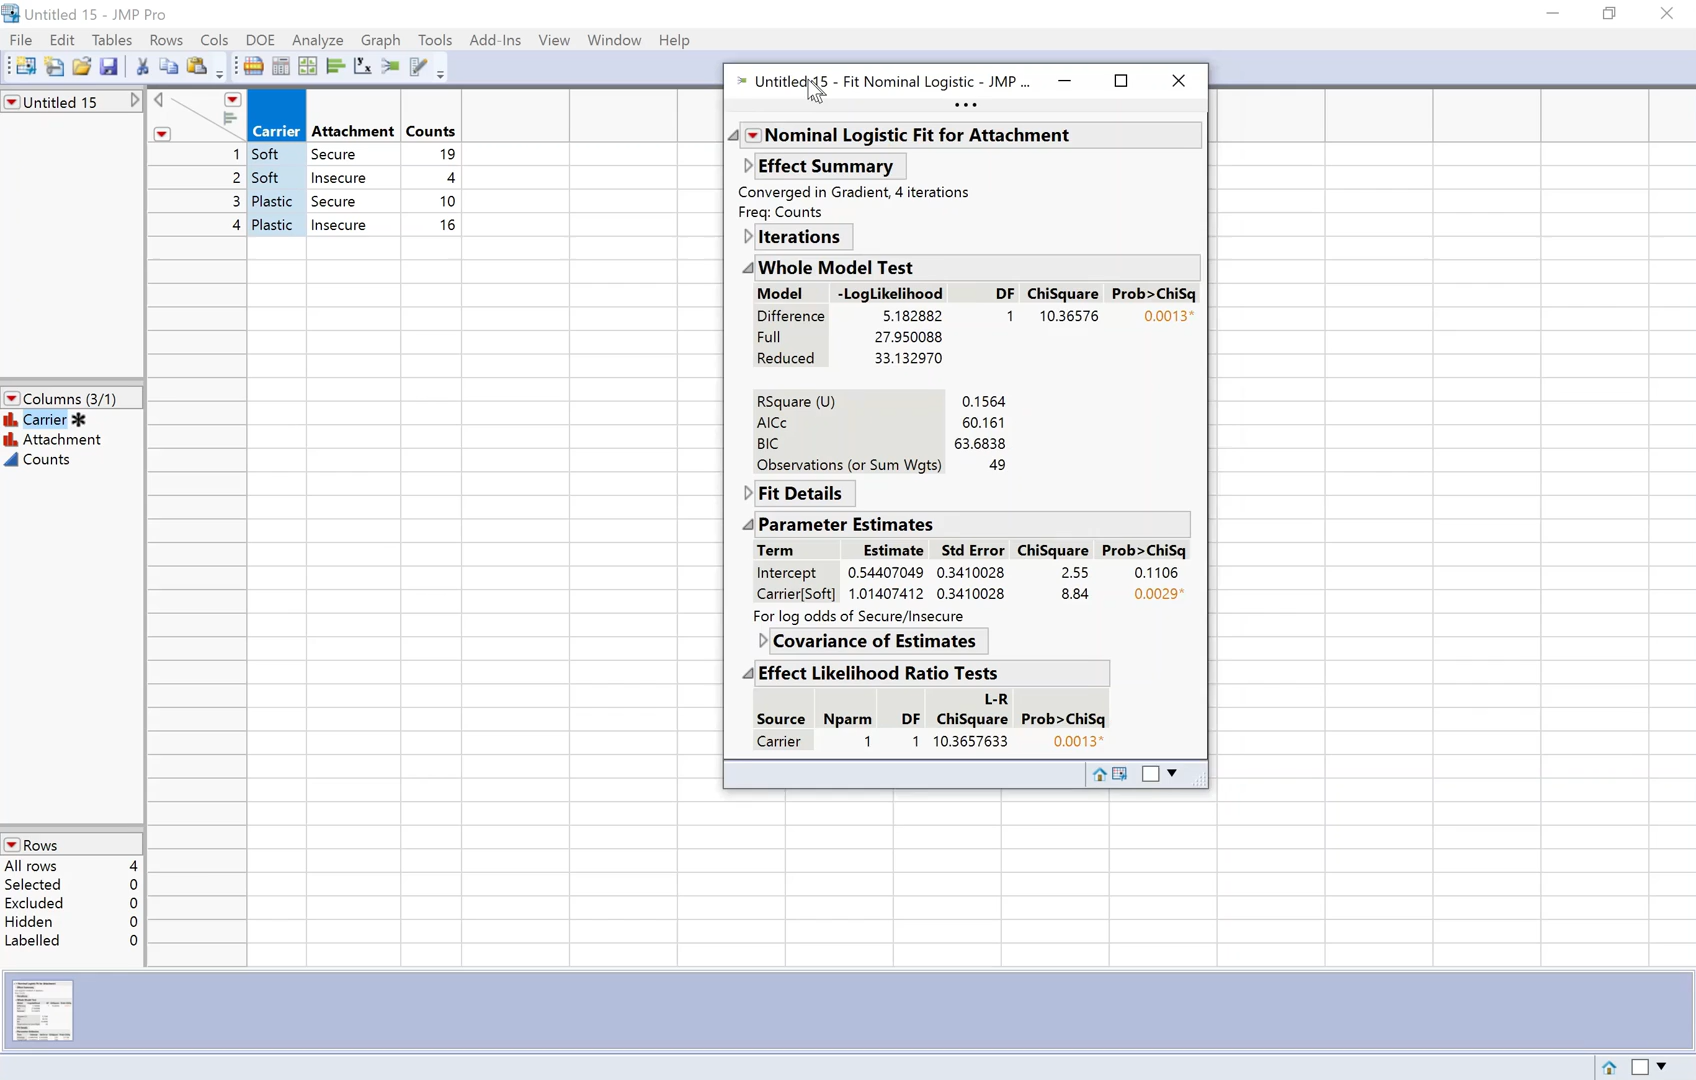 Untitled 15 - JMP Pro
File Edit Tables Rows Cols DOE Analyze Graph Tools Add-Ins View Window Help
Untitled 15
Carrier Attachment Counts
1 Soft Secure 19
2 Soft Insecure 4
3 Plastic Secure 10
4 Plastic Insecure 16
Columns (3/1)
Carrier
Attachment
Counts
Rows
All rows 4
Selected 0
Excluded 0
Hidden 0
Labelled 0
Untitled 15 - Fit Nominal Logistic - JMP ...
Nominal Logistic Fit for Attachment
Effect Summary
Converged in Gradient, 4 iterations
Freq: Counts
Iterations
Whole Model Test
Model -LogLikelihood DF ChiSquare Prob>ChiSq
Difference 5.182882 1 10.36576 0.0013*
Full 27.950088
Reduced 33.132970
RSquare (U) 0.1564
AICc 60.161
BIC 63.6838
Observations (or Sum Wgts) 49
Fit Details
Parameter Estimates
Term Estimate Std Error ChiSquare Prob>ChiSq
Intercept 0.54407049 0.3410028 2.55 0.1106
Carrier[Soft] 1.01407412 0.3410028 8.84 0.0029*
For log odds of Secure/Insecure
Covariance of Estimates
Effect Likelihood Ratio Tests
L-R
Source Nparm DF ChiSquare Prob>ChiSq
Carrier 1 1 10.3657633 0.0013*